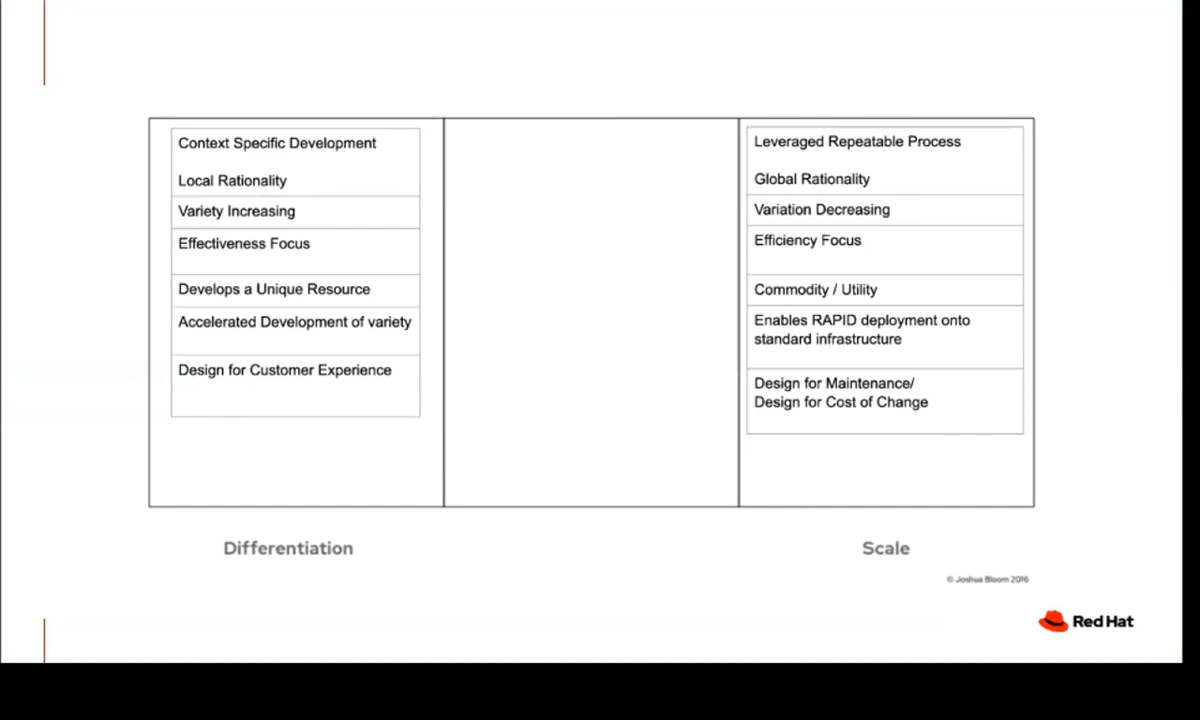 Context Specific Development
Local Rationality
Variety Increasing
Effectiveness Focus
Develops a Unique Resource
Accelerated Development of variety
Design for Customer Experience
Leveraged Repeatable Process
Global Rationality
Variation Decreasing
Efficiency Focus
Commodity / Utility
Enables RAPID deployment onto
standard infrastructure
Design for Maintenance/
Design for Cost of Change
Differentiation
Scale
© Joshua Bloom 2016
Red Hat